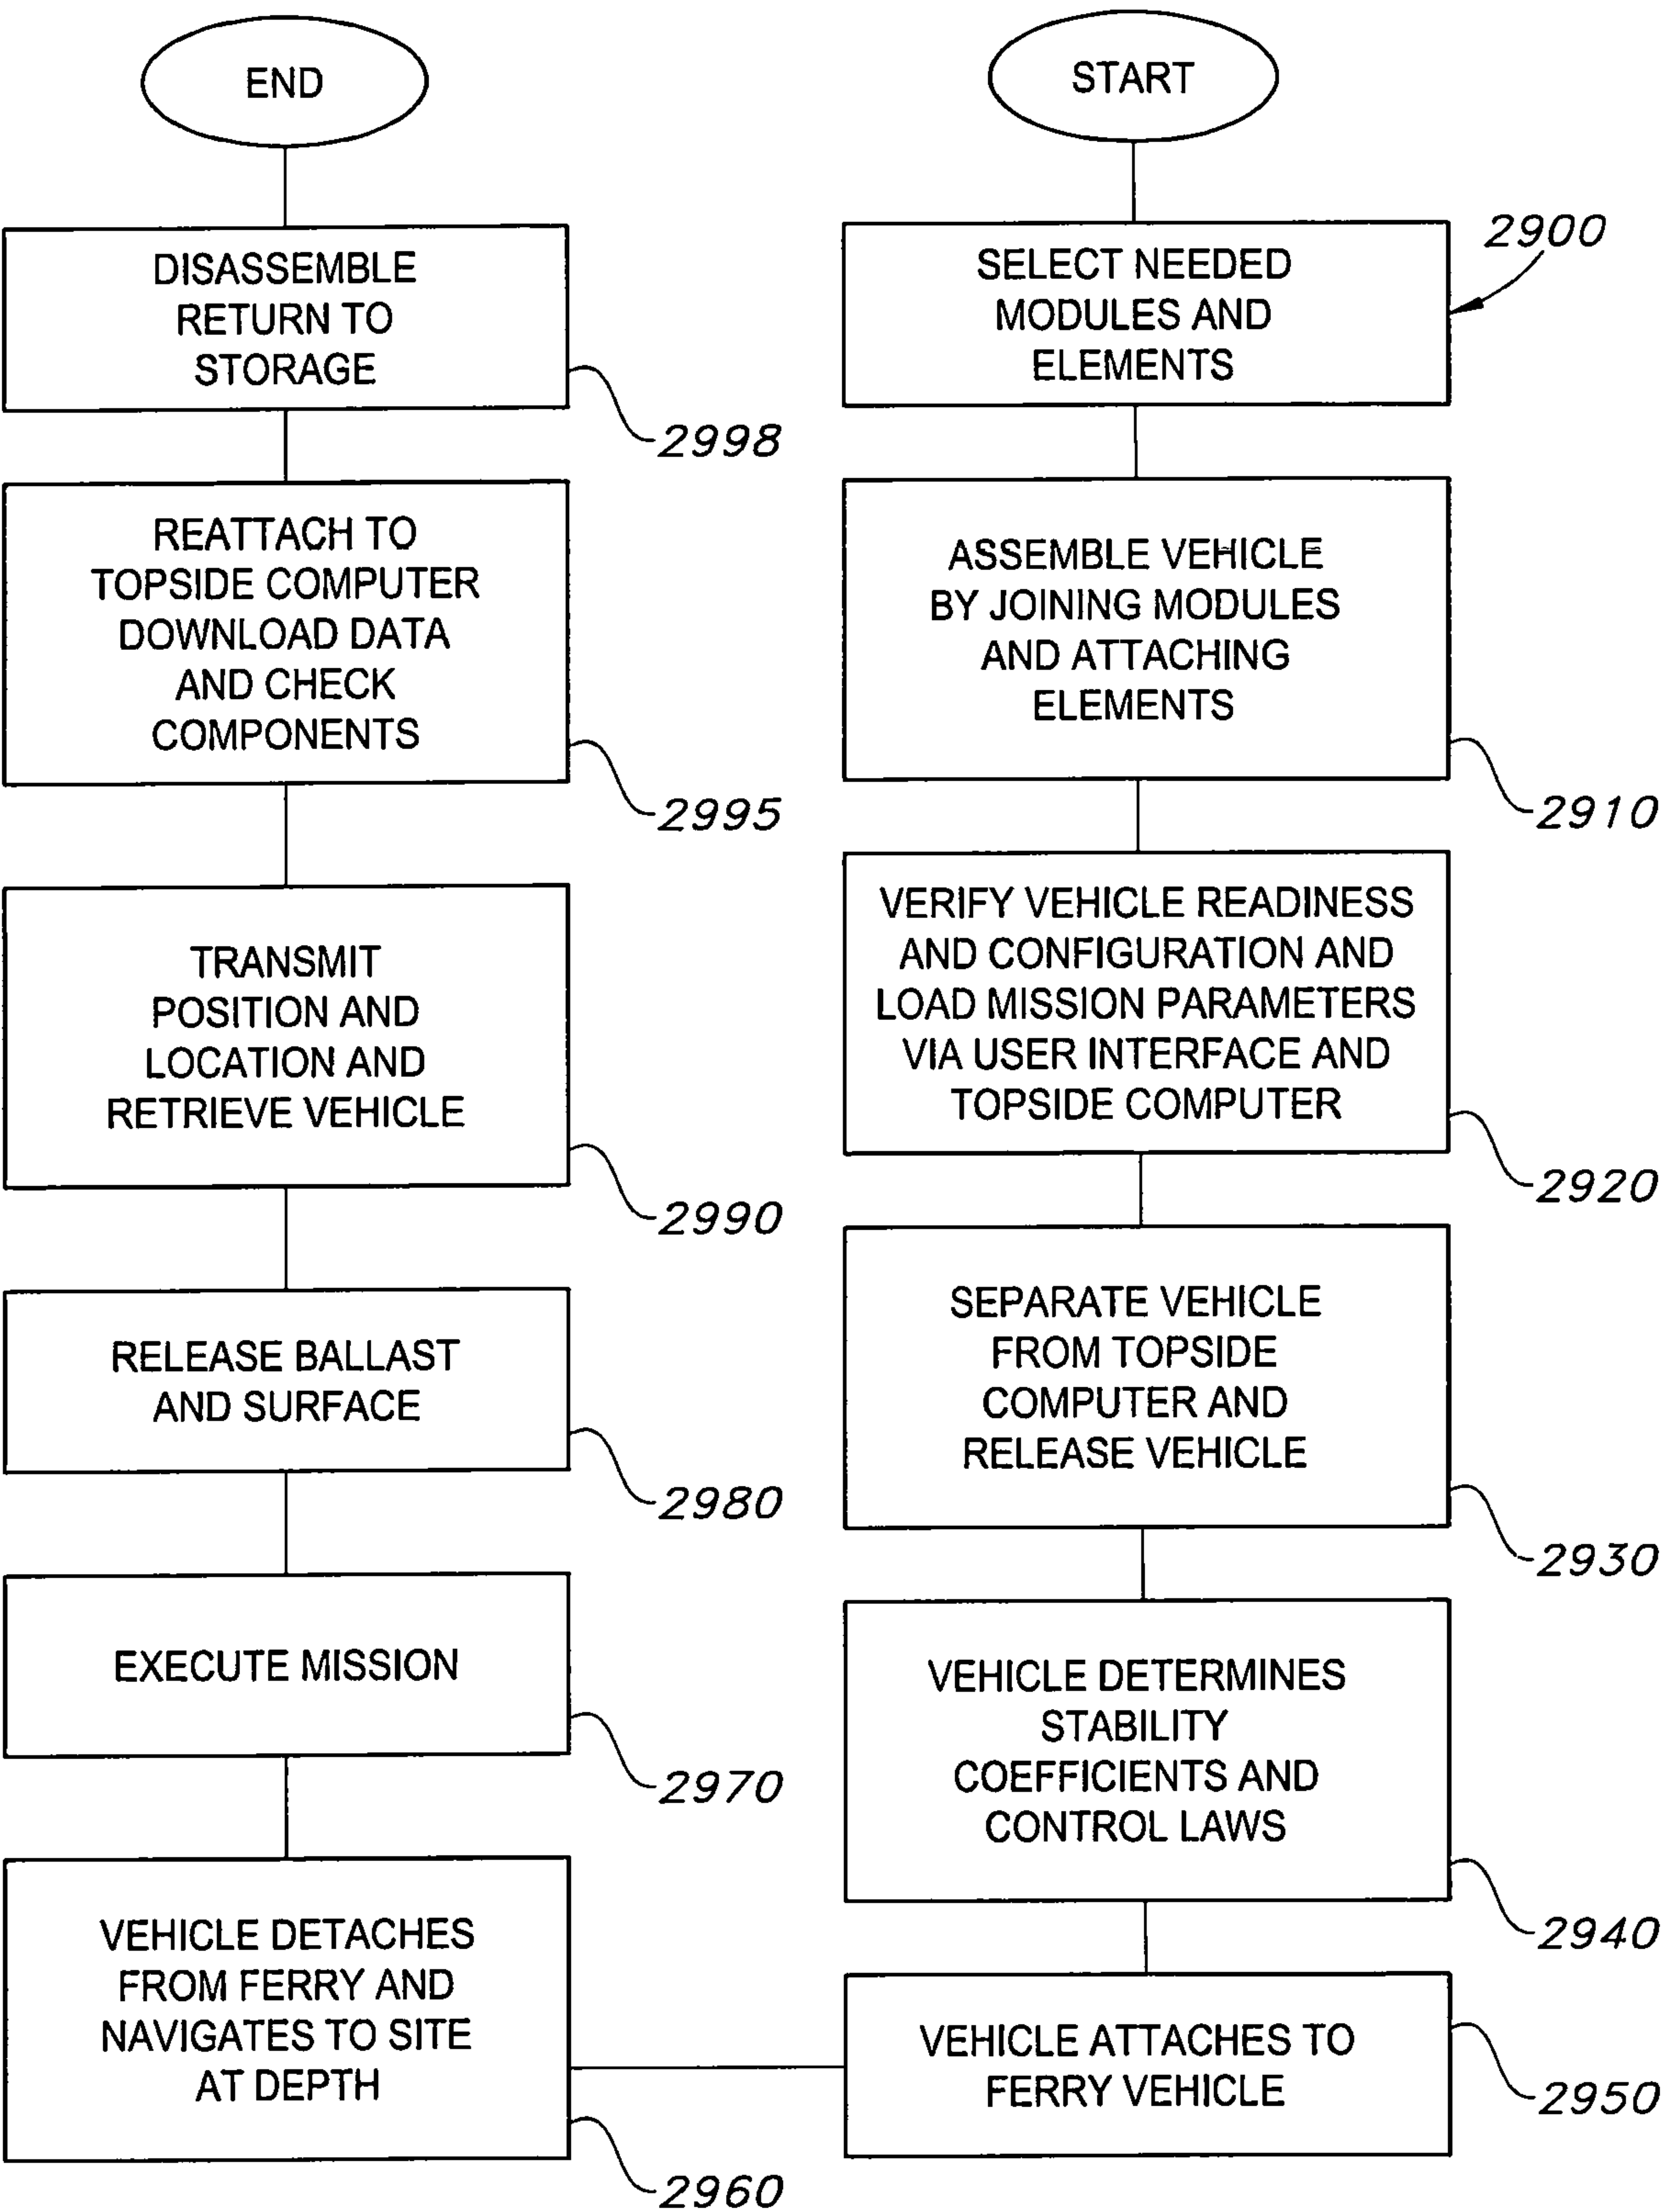 END
DISASSEMBLE
RETURN TO
STORAGE
2998
REATTACH TO
TOPSIDE COMPUTER
DOWNLOAD DATA
AND CHECK
COMPONENTS
2995
TRANSMIT
POSITION AND
LOCATION AND
RETRIEVE VEHICLE
2990
RELEASE BALLAST
AND SURFACE
2980
EXECUTE MISSION
2970
VEHICLE DETACHES
FROM FERRY AND
NAVIGATES TO SITE
AT DEPTH
2960
START
SELECT NEEDED
MODULES AND
ELEMENTS
2900
ASSEMBLE VEHICLE
BY JOINING MODULES
AND ATTACHING
ELEMENTS
2910
VERIFY VEHICLE READINESS
AND CONFIGURATION AND
LOAD MISSION PARAMETERS
VIA USER INTERFACE AND
TOPSIDE COMPUTER
2920
SEPARATE VEHICLE
FROM TOPSIDE
COMPUTER AND
RELEASE VEHICLE
2930
VEHICLE DETERMINES
STABILITY
COEFFICIENTS AND
CONTROL LAWS
2940
VEHICLE ATTACHES TO
FERRY VEHICLE
2950